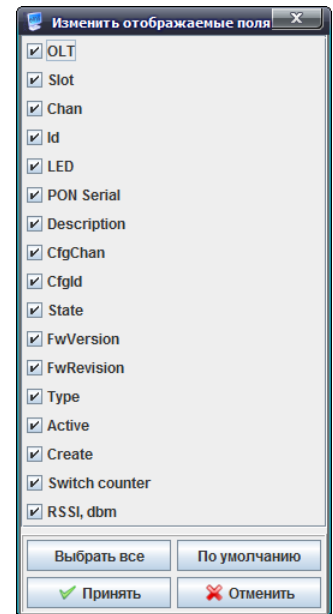 Изменить отображаемые поля
OLT
Slot
Chan
Id
LED
PON Serial
Description
CfgChan
CfgId
State
FwVersion
FwRevision
Type
Active
Create
Switch counter
RSSI, dbm
Выбрать все По умолчанию
Принять Отменить